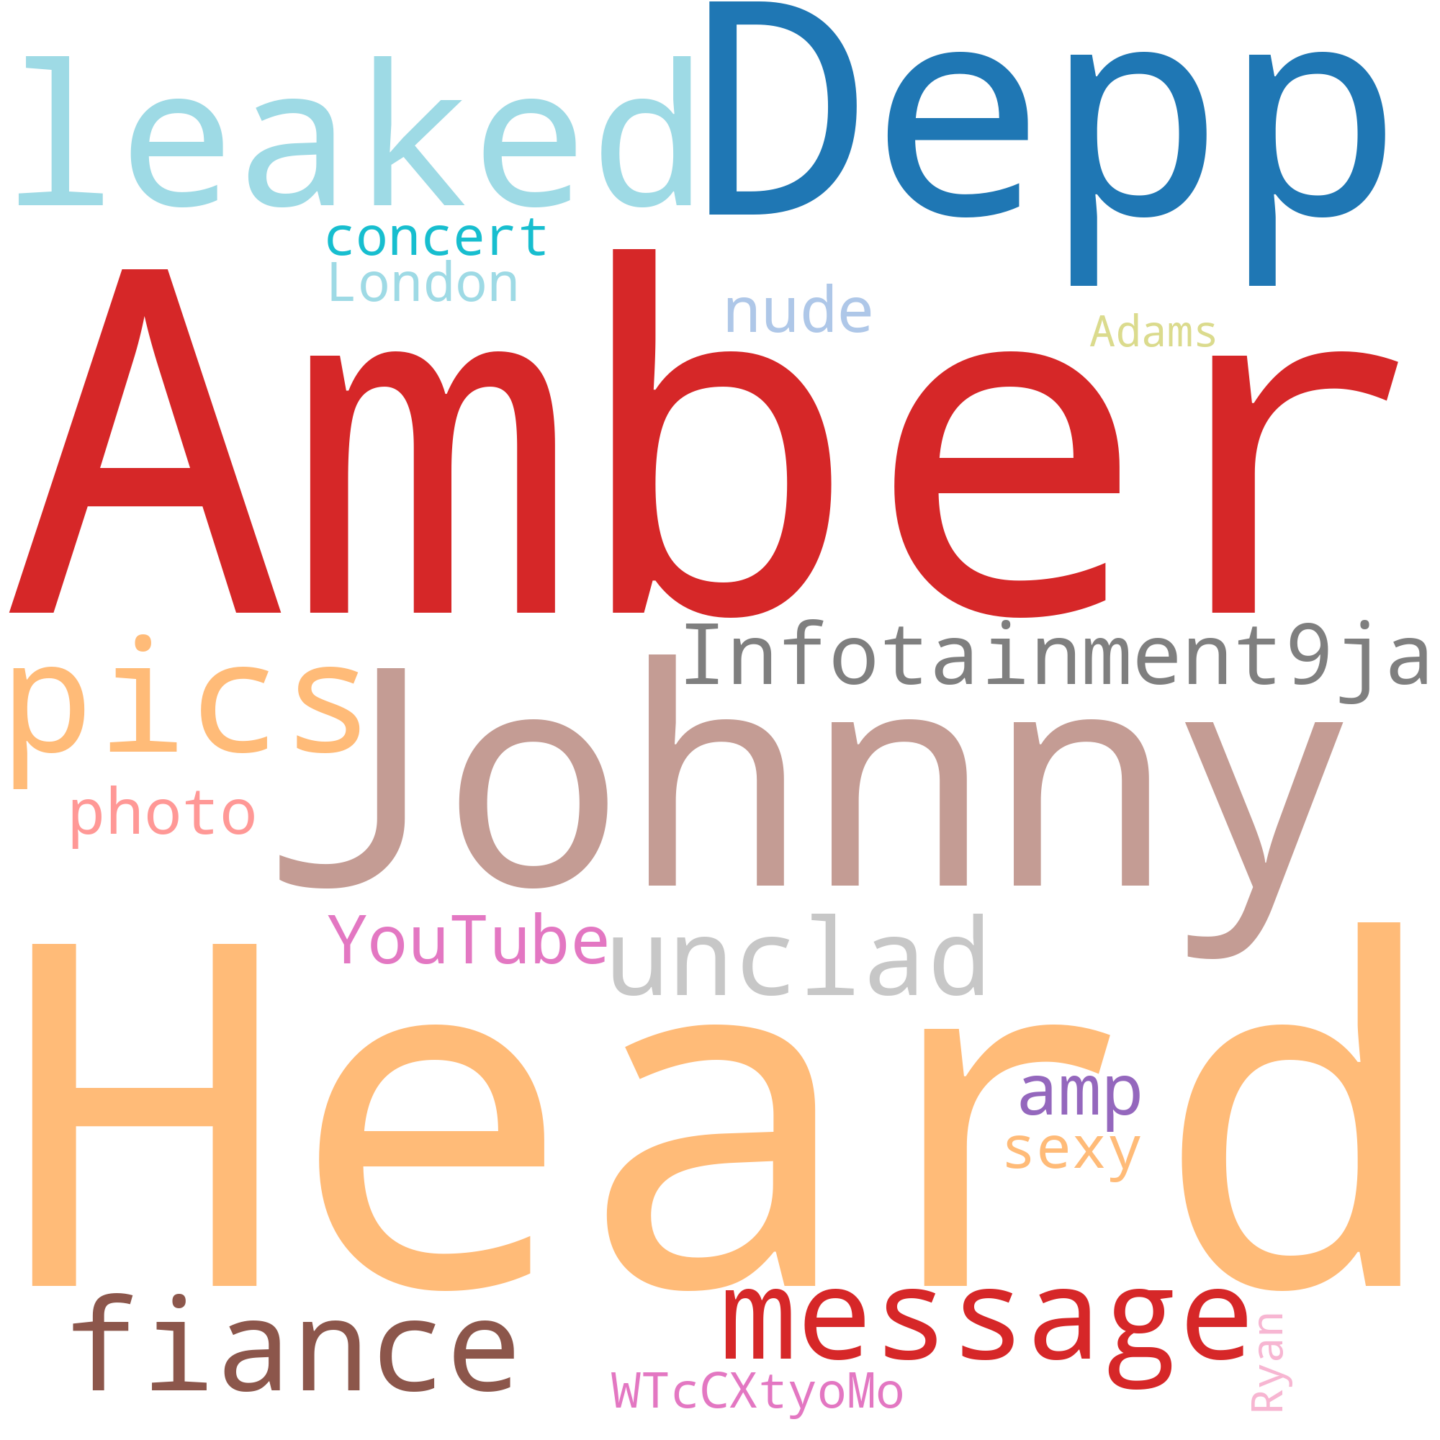 leaked Depp
concert
London
nude
Adams
Amber
Infotainment9ja
pics
Johnny
photo
YouTube
unclad
Heard
amp
sexy
fiance
message
WTcCXtyoMo
Ryan